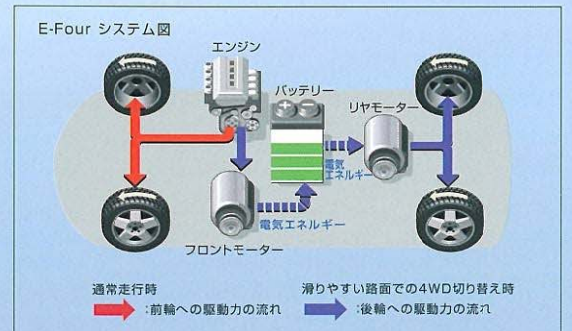 E-Four システム図
エンジン
バッテリー
リヤモーター
電気
エネルギー
電気エネルギー
フロントモーター
通常走行時
:前輪への駆動力の流れ
滑りやすい路面での4WD切り替え時
:後輪への駆動力の流れ